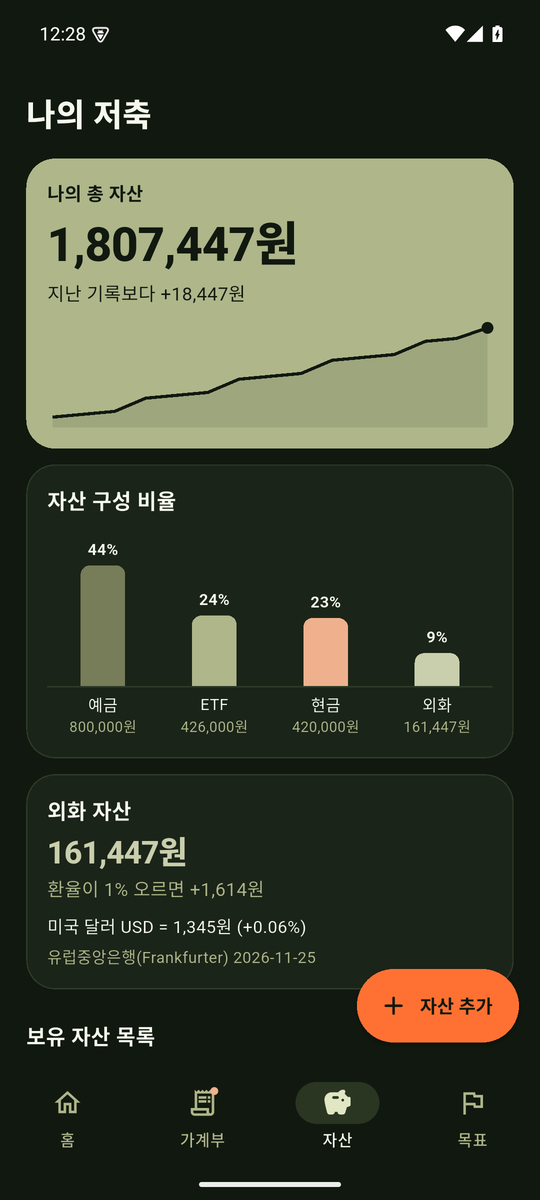 12:28
나의 저축
나의 총 자산
1,807,447원
지난 기록보다 +18,447원
자산 구성 비율
44%
24%
23%
9%
예금
ETF
현금
외화
800,000원
426,000원
420,000원
161,447원
외화 자산
161,447원
환율이 1% 오르면 +1,614원
미국 달러 USD = 1,345원 (+0.06%)
유럽중앙은행(Frankfurter) 2026-11-25
+ 자산 추가
보유 자산 목록
홈
가계부
자산
목표